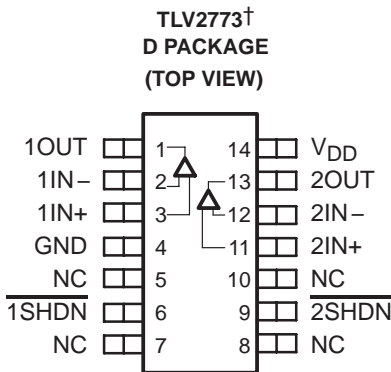 TLV2773†
D PACKAGE
(TOP VIEW)
1OUT 1 14 VDD
1IN− 2 13 2OUT
1IN+ 3 12 2IN−
GND 4 11 2IN+
NC 5 10 NC
1SHDN 6 9 2SHDN
NC 7 8 NC